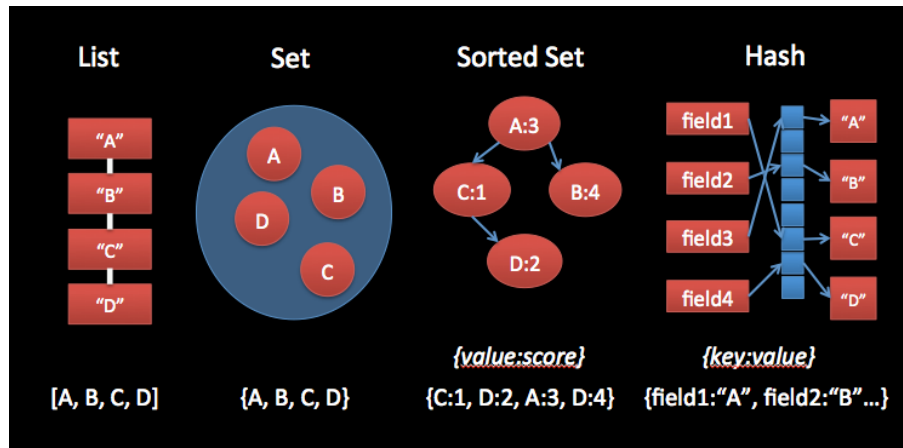 List
"A"
"B"
"C"
"D"
[A, B, C, D]
Set
A
B
D
C
{A, B, C, D}
Sorted Set
A:3
C:1
B:4
D:2
{value:score}
{C:1, D:2, A:3, D:4}
Hash
field1
field2
field3
field4
"A"
"B"
"C"
"D"
{key:value}
{field1:"A", field2:"B"…}